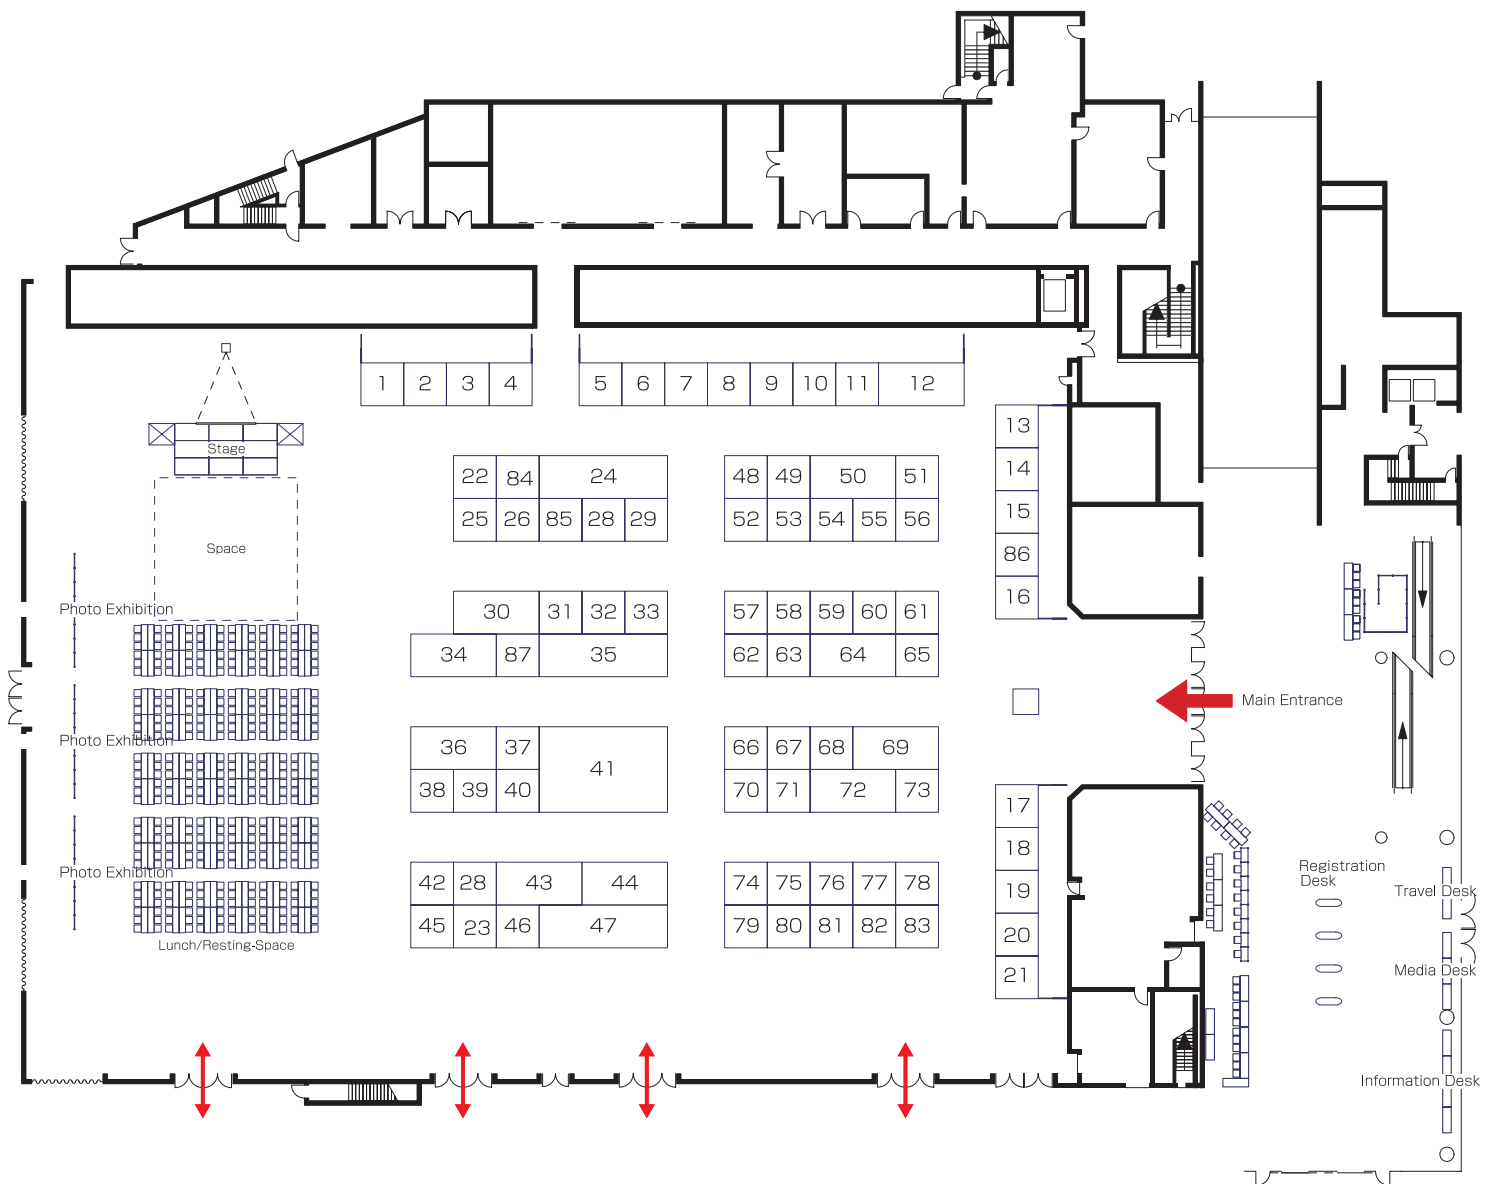 1 2 3 4 5 6 7 8 9 10 11 12
13
Stage
22 84 24 48 49 50 51 14
25 26 85 28 29 52 53 54 55 56 15
Space
86
Photo Exhibition 30 31 32 33 57 58 59 60 61 16
34 87 35 62 63 64 65
Main Entrance
Photo Exhibition 36 37 41 66 67 68 69
38 39 40 70 71 72 73 17
18
Photo Exhibition
Registration
Desk
42 28 43 44 74 75 76 77 78 19
Travel Desk
45 23 46 47 79 80 81 82 83 20
Lunch/Resting-Space
21
Media Desk
Information Desk